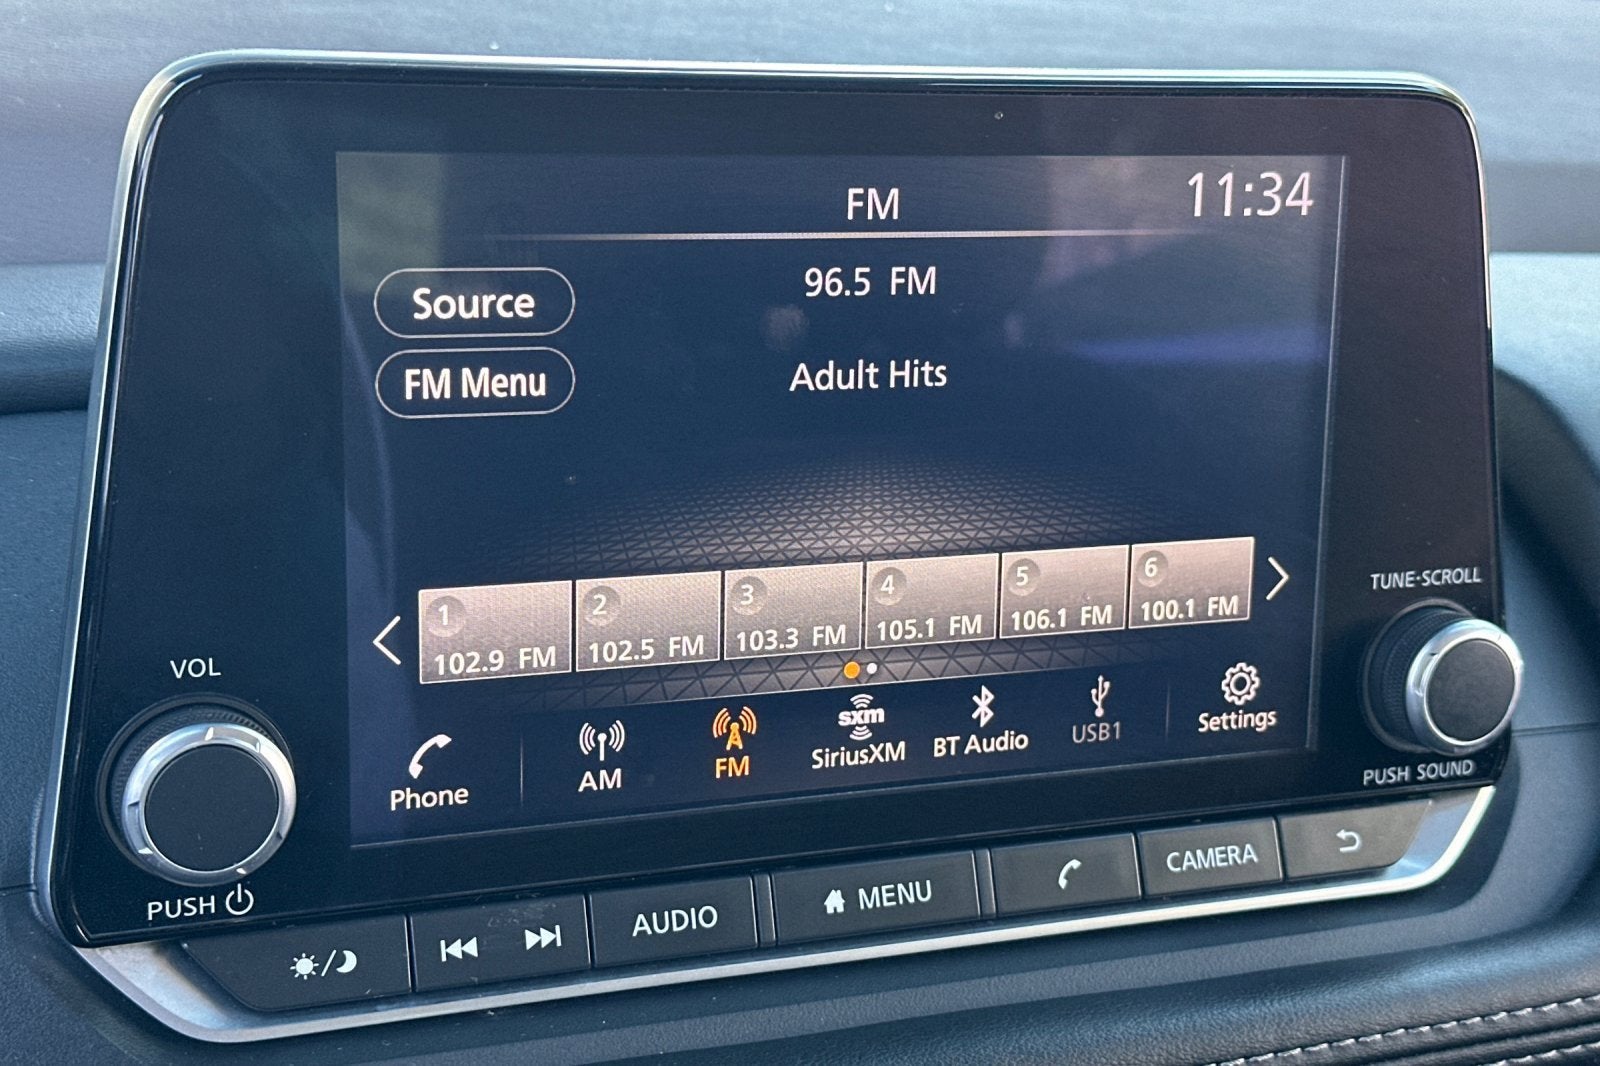 FM
11:34
96.5 FM
Source
Adult Hits
FM Menu
1
102.9 FM
2
102.5 FM
3
103.3 FM
4
105.1 FM
5
106.1 FM
6
100.1 FM
TUNE·SCROLL
VOL
Phone
AM
FM
sxm
SiriusXM
BT Audio
USB1
Settings
PUSH SOUND
PUSH
AUDIO
MENU
CAMERA